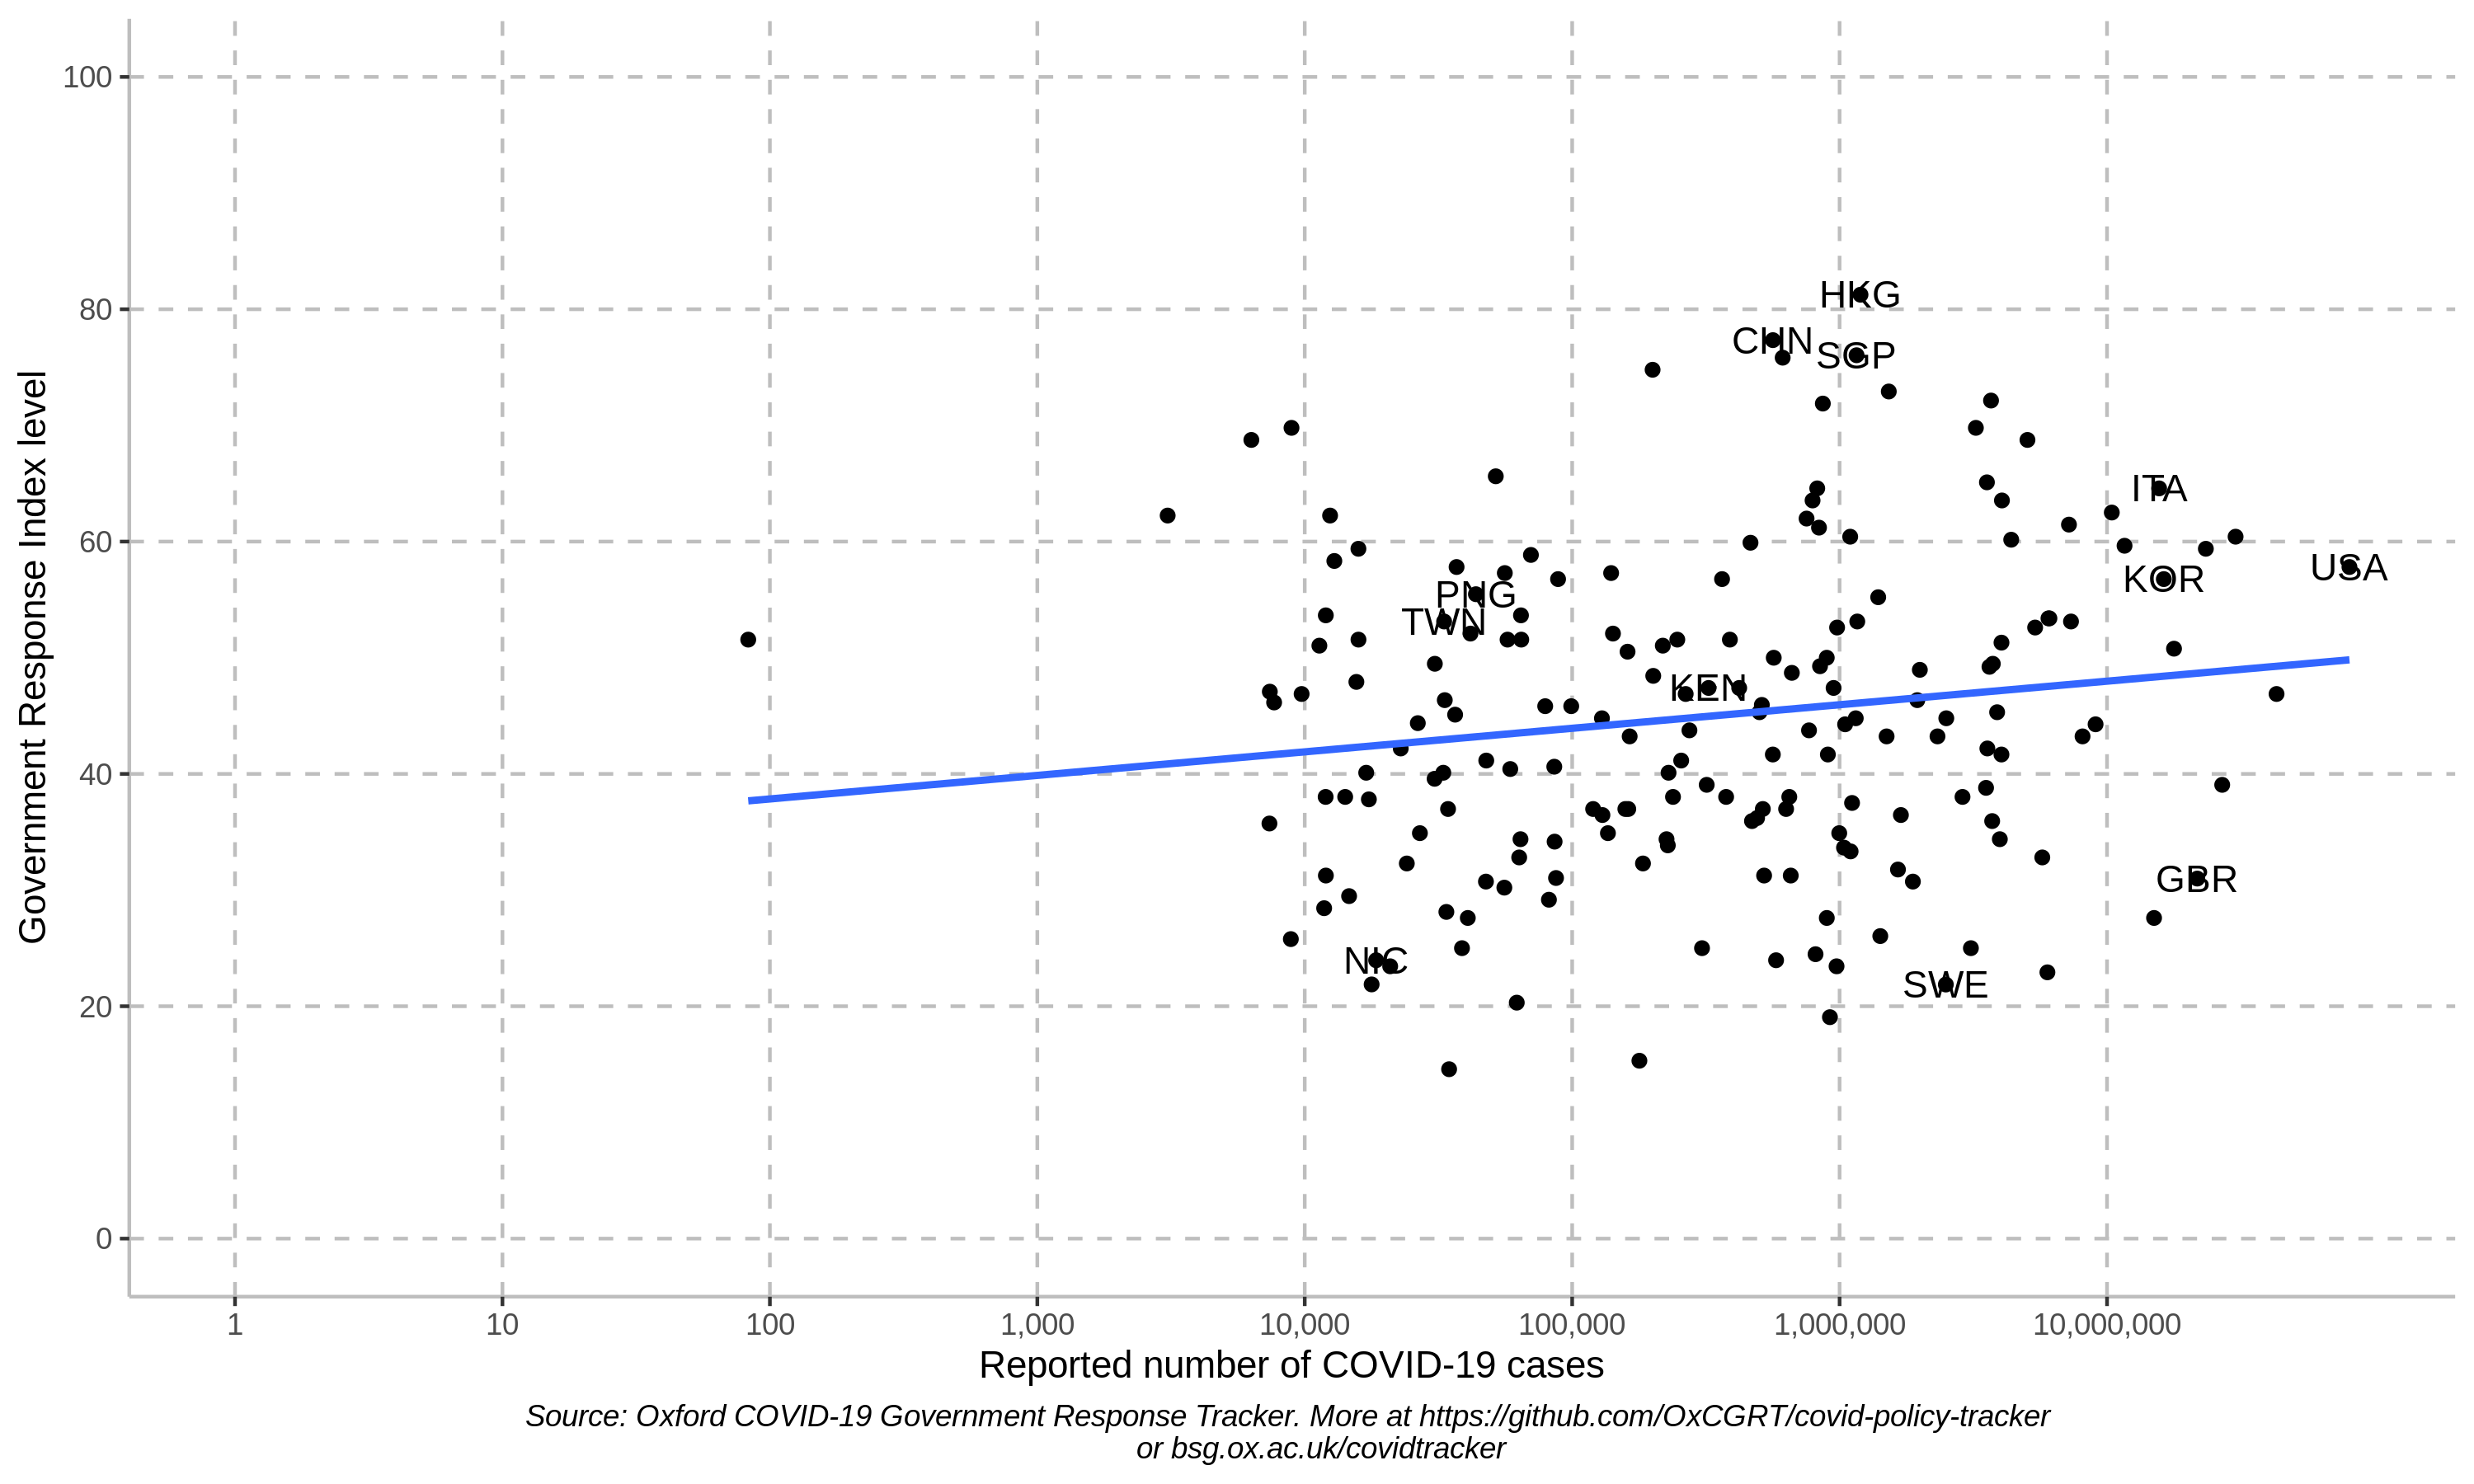 Government Response Index level
100
80
60
40
20
0
HKG
CHN
SGP
ITA
USA
KOR
PNG
TWN
KEN
GBR
NIC
SWE
1 10 100 1,000 10,000 100,000 1,000,000 10,000,000
Reported number of COVID-19 cases
Source: Oxford COVID-19 Government Response Tracker. More at https://github.com/OxCGRT/covid-policy-tracker
or bsg.ox.ac.uk/covidtracker